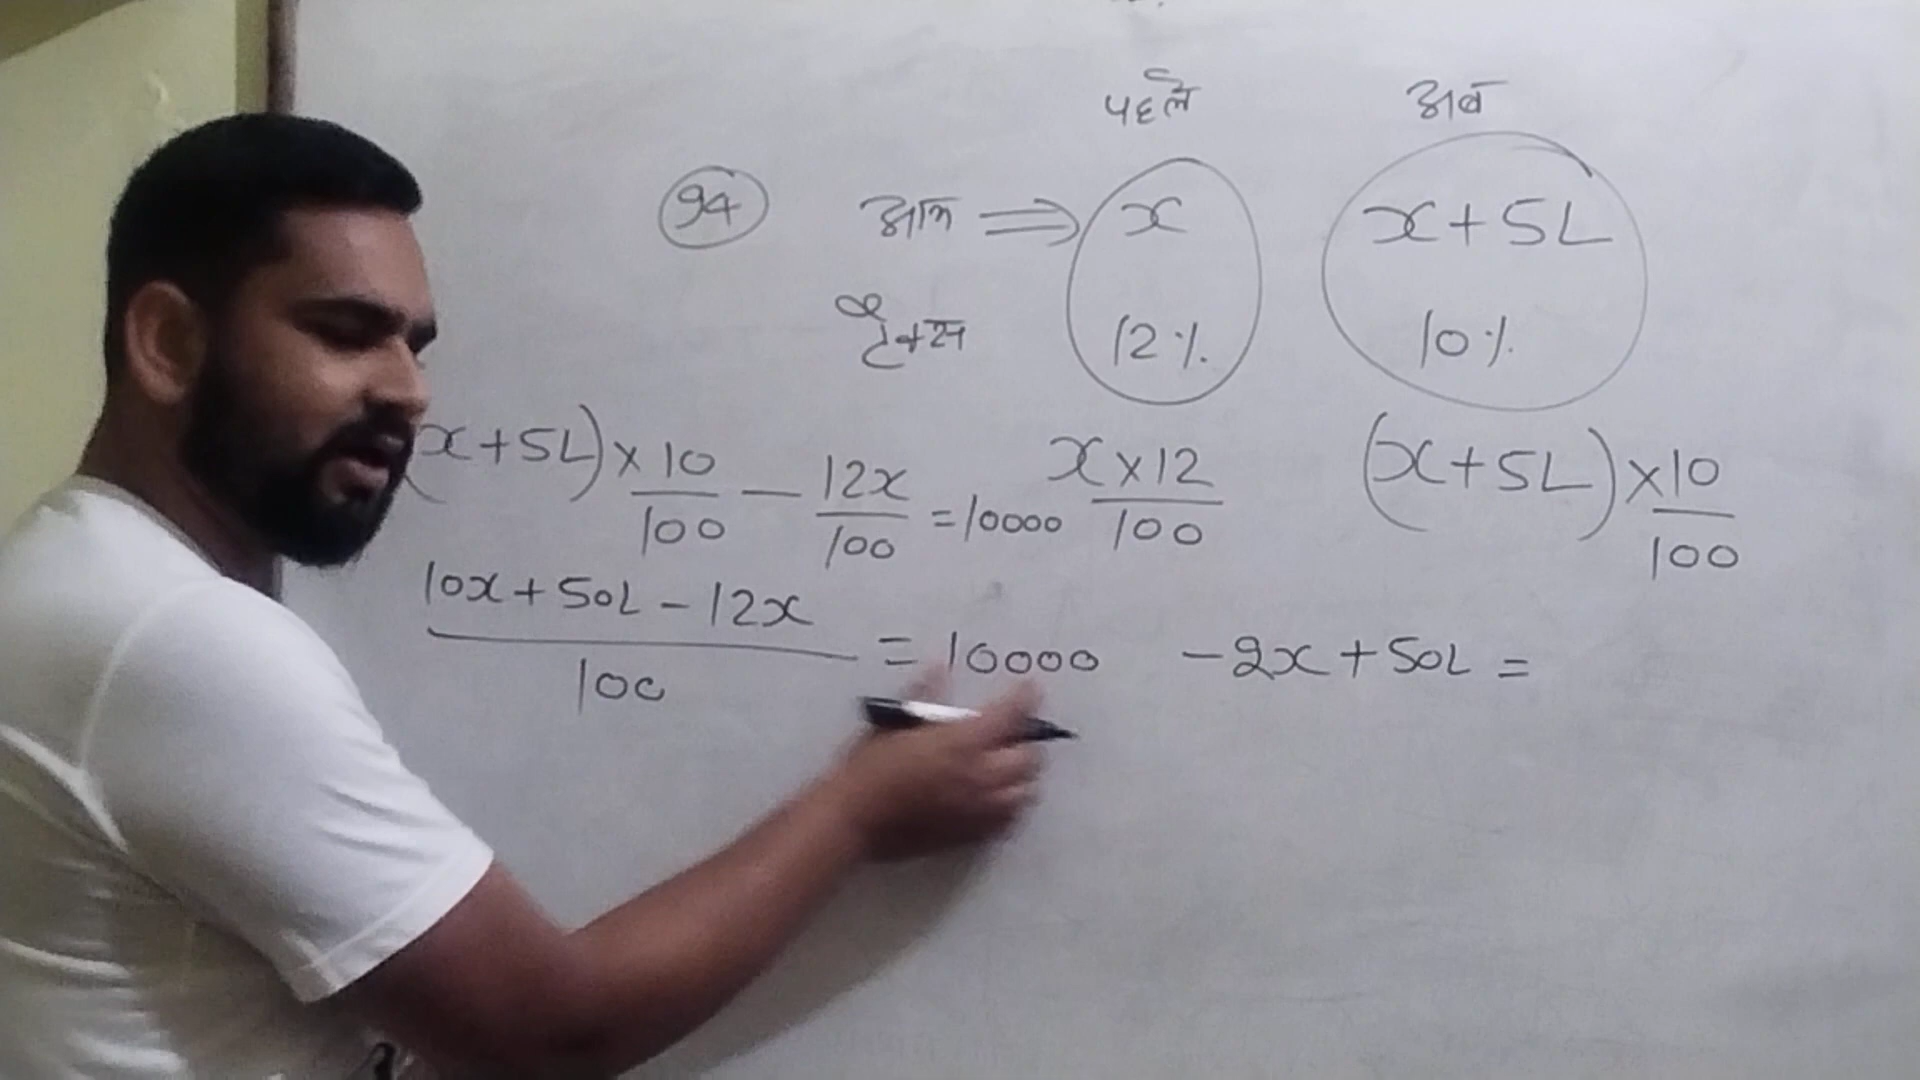 पहले अब
94 आय ⇒ x x+5L
टैक्स 12% 10%
(x+5L)×10/100 − 12x/100 = 10000 x×12/100 (x+5L)×10/100
10x+50L−12x/100 = 10000 −2x+50L =